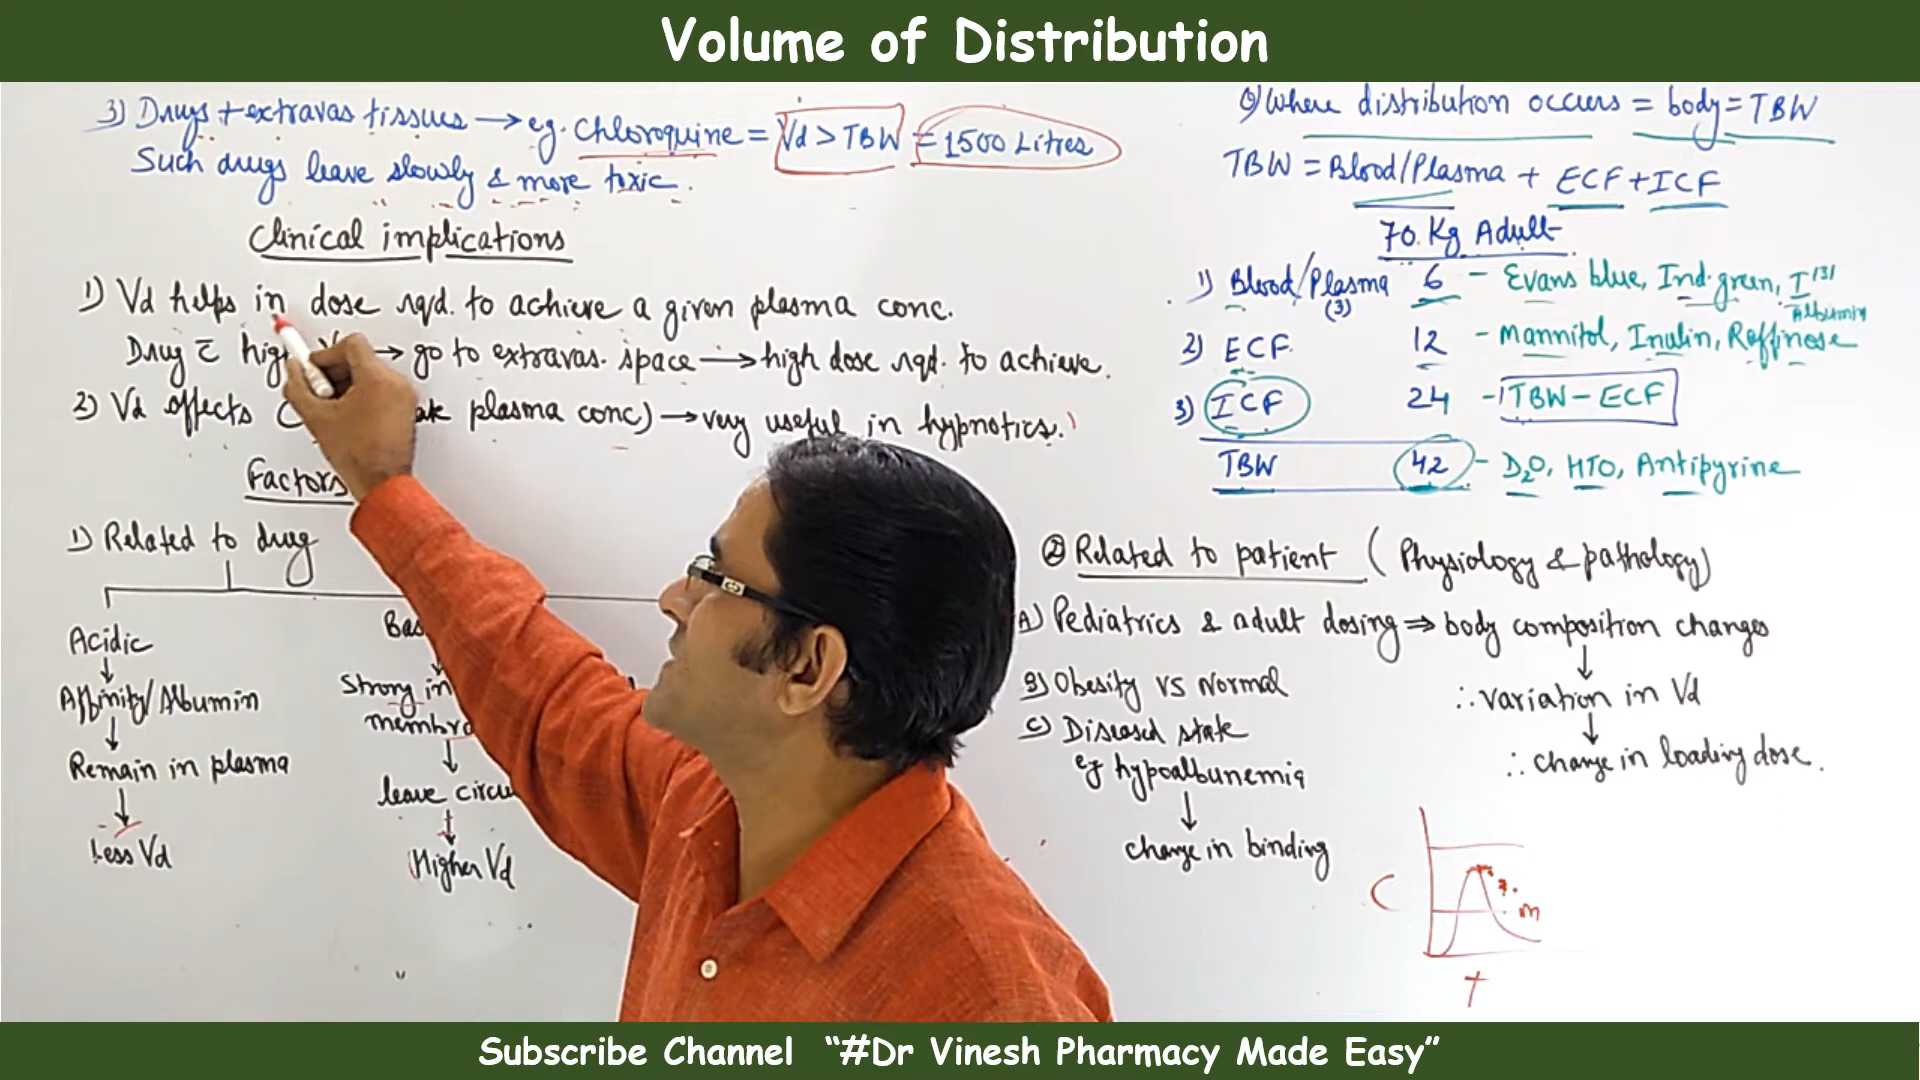 Volume of Distribution
3) Drugs + extravas tissues → eg. Chloroquine = Vd > TBW = 1500 Litres
Such drugs leave slowly & more toxic.
Clinical implications
1) Vd helps in dose rqd. to achieve a given plasma conc.
Drug c̄ high → go to extravas. space → high dose rqd. to achieve.
2) Vd affects plasma conc) → very useful in hypnotics.
Factors
1) Related to drug
Acidic
↓
Affinity/Albumin
↓
Remain in plasma
↓
Less Vd
Strong in
↓
leave
↓
Higher Vd
Where distribution occurs = body = TBW
TBW = Blood/Plasma + ECF + ICF
70 Kg Adult
1) Blood/Plasma (3) 6 - Evans blue, Ind. green, I131 Albumin
2) ECF 12 - Mannitol, Inulin, Raffinose
3) ICF 24 - TBW - ECF
TBW 42 - D2O, HTO, Antipyrine
② Related to patient (Physiology & pathology)
A) Pediatrics & adult dosing ⇒ body composition changes
↓
∴ variation in Vd
↓
∴ change in loading dose.
B) Obesity VS Normal
C) Diseased state
eg hypoalbunemia
↓
change in binding
C
m
T
Subscribe Channel “#Dr Vinesh Pharmacy Made Easy”